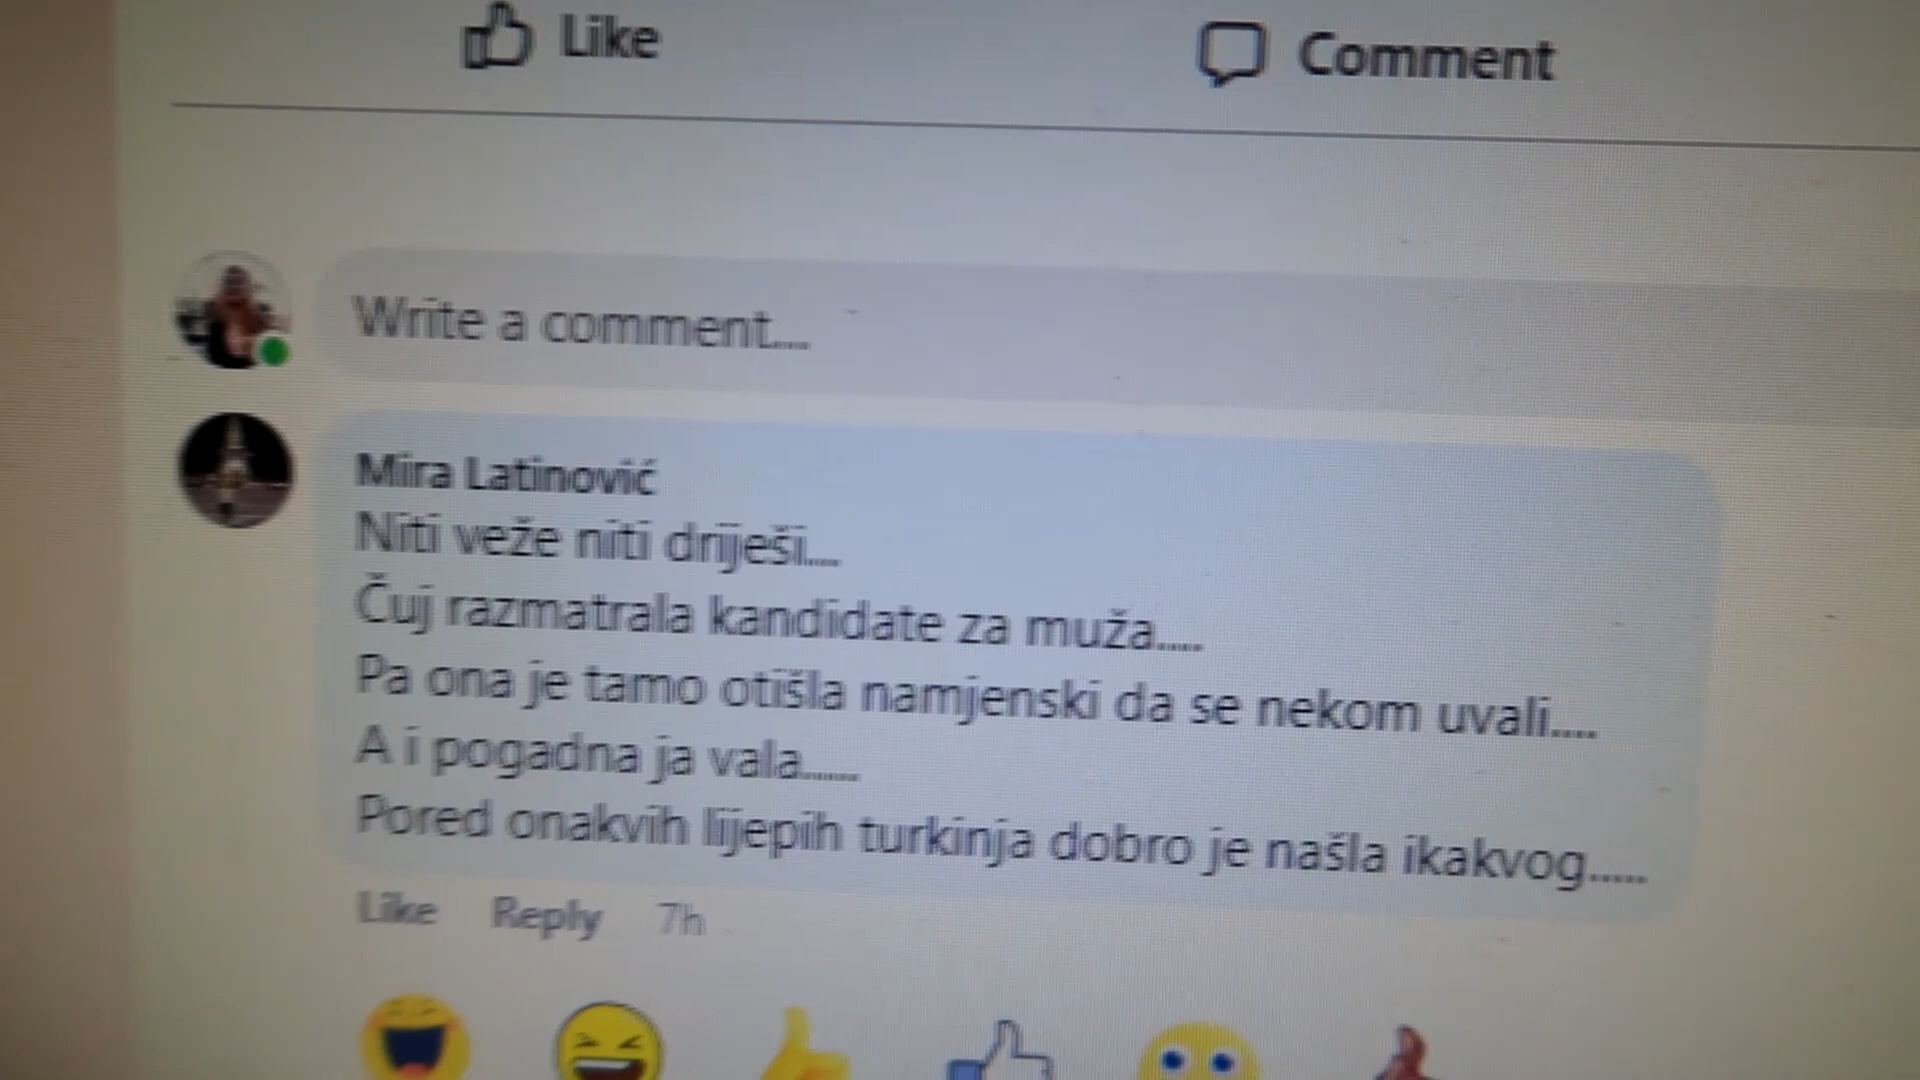 Like
Comment
Write a comment...
Mira Latinović
Niti veže niti driješi....
Čuj razmatrala kandidate za muža.....
Pa ona je tamo otišla namjenski da se nekom uvali....
A i pogadna ja vala......
Pored onakvih lijepih turkinja dobro je našla ikakvog.....
Like Reply 7h